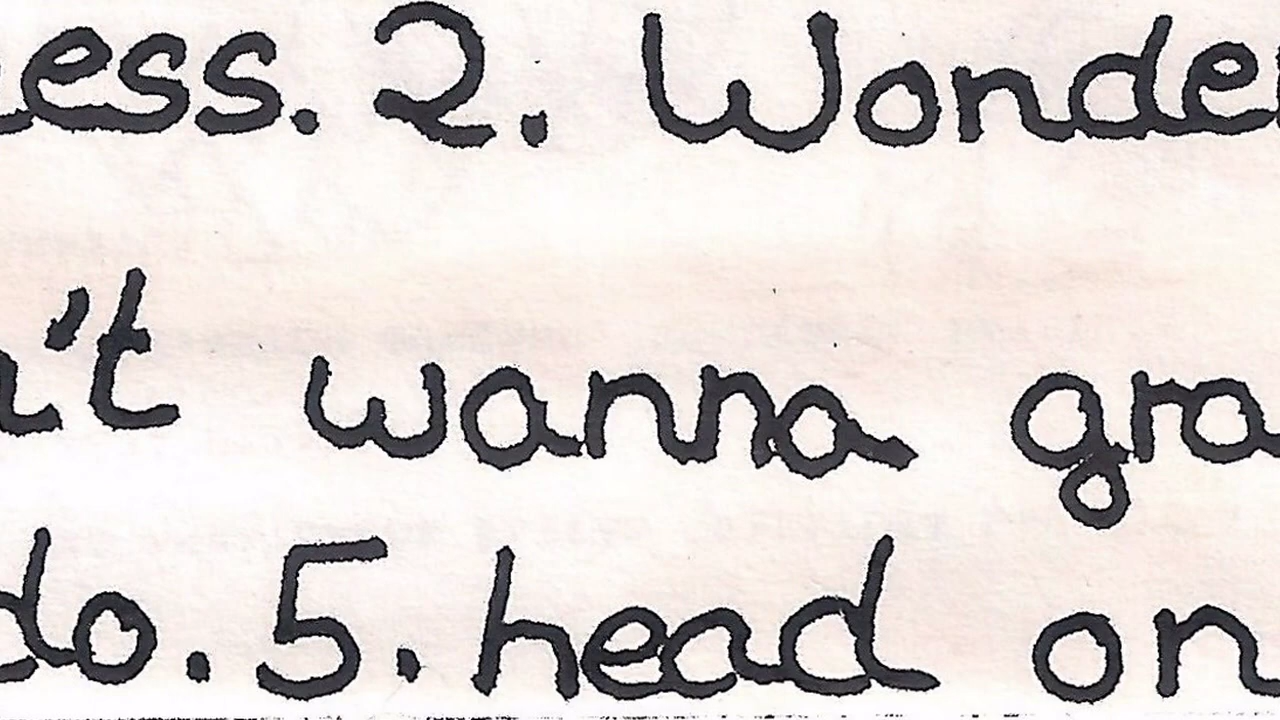 ess. 2. Wonde
n't wanna gra
do. 5. head on